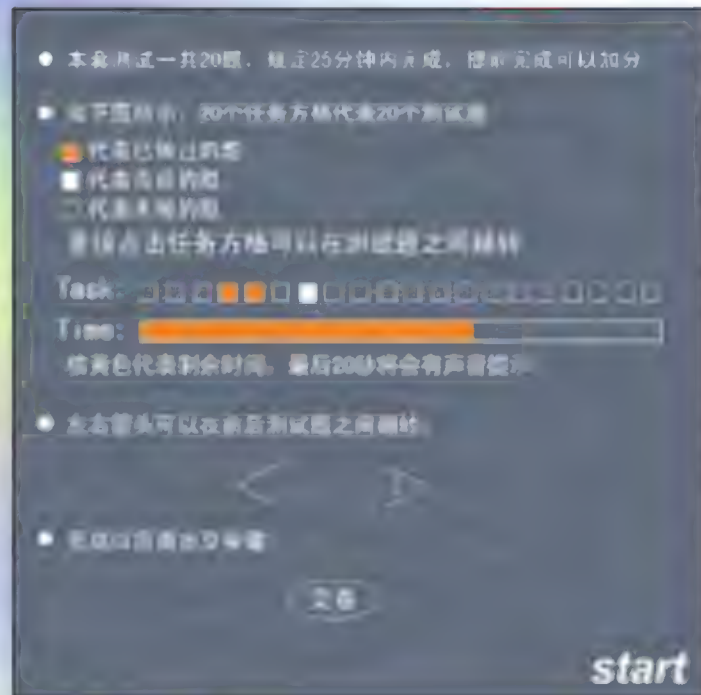 本套测试一共20题，规定25分钟内完成，提前完成可以加分
如下图所示，20个任务方格代表20个测试题
代表已做过的题
代表当前的题
代表未做的题
直接点击任务方格可以在测试题之间跳转
Task:
Time:
橙黄色代表剩余时间，最后20秒将会有声音提示
左右箭头可以在前后测试题之间翻转
交卷
start